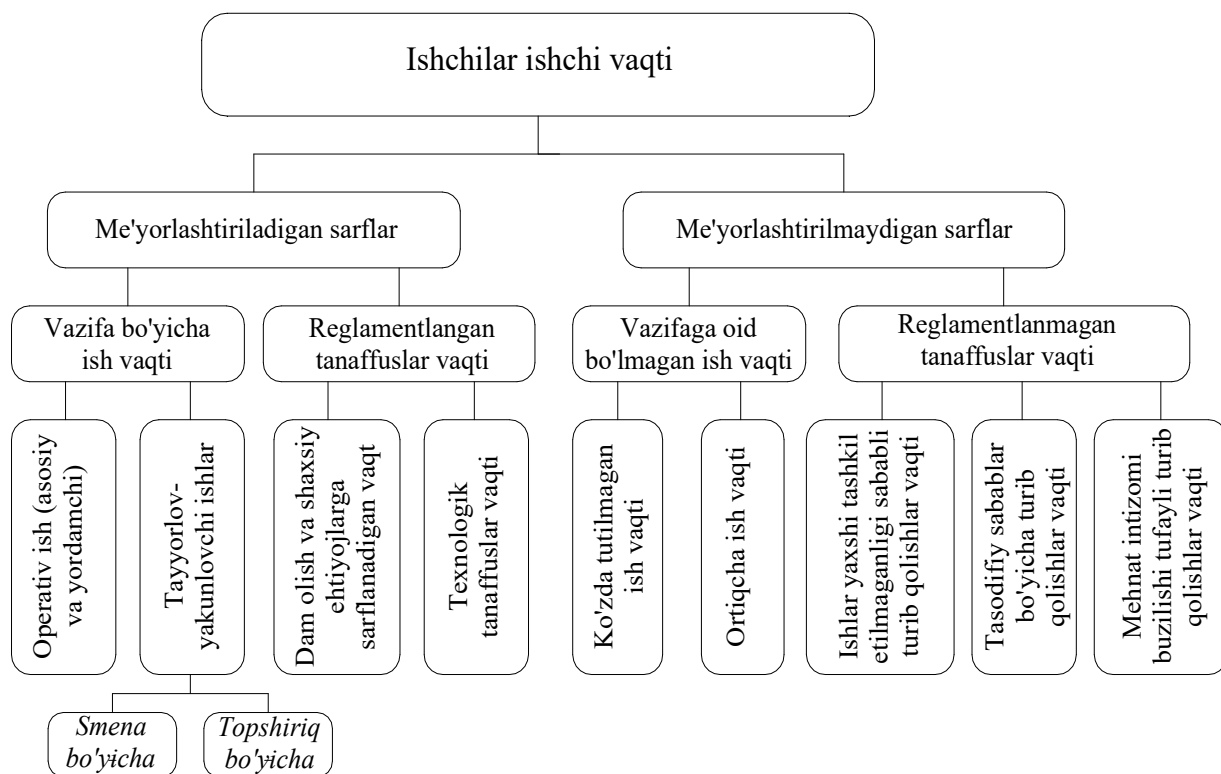 Ishchilar ishchi vaqti
Me'yorlashtiriladigan sarflar
Me'yorlashtirilmaydigan sarflar
Vazifa bo'yicha
ish vaqti
Reglamentlangan
tanaffuslar vaqti
Vazifaga oid
bo'lmagan ish vaqti
Reglamentlanmagan
tanaffuslar vaqti
Operativ ish (asosiy
va yordamchi)
Tayyorlov-
yakunlovchi ishlar
Dam olish va shaxsiy
ehtiyojlarga
sarflanadigan vaqt
Texnologik
tanaffuslar vaqti
Ko'zda tutilmagan
ish vaqti
Ortiqcha ish vaqti
Ishlar yaxshi tashkil
etilmaganligi sababli
turib qolishlar vaqti
Tasodifiy sabablar
bo'yicha turib
qolishlar vaqti
Mehnat intizomi
buzilishi tufayli turib
qolishlar vaqti
Smena
bo'yicha
Topshiriq
bo'yicha